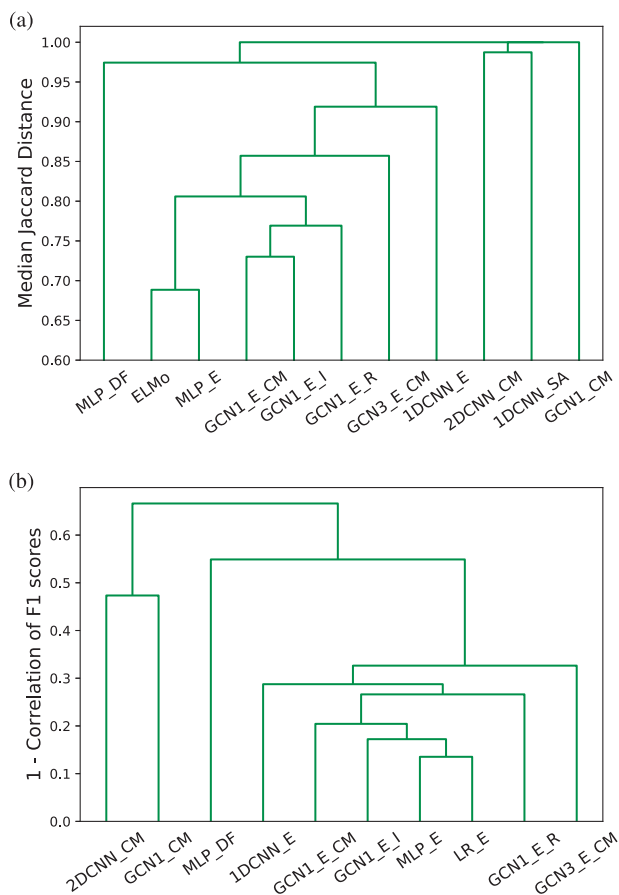 (a)
Median Jaccard Distance
1.00
0.95
0.90
0.85
0.80
0.75
0.70
0.65
0.60
MLP_DF
ELMo
MLP_E
GCN1_E_CM
GCN1_E_I
GCN1_E_R
GCN3_E_CM
1DCNN_E
2DCNN_CM
1DCNN_SA
GCN1_CM
(b)
1 - Correlation of F1 scores
0.6
0.5
0.4
0.3
0.2
0.1
0.0
2DCNN_CM
GCN1_CM
MLP_DF
1DCNN_E
GCN1_E_CM
GCN1_E_I
MLP_E
LR_E
GCN1_E_R
GCN3_E_CM